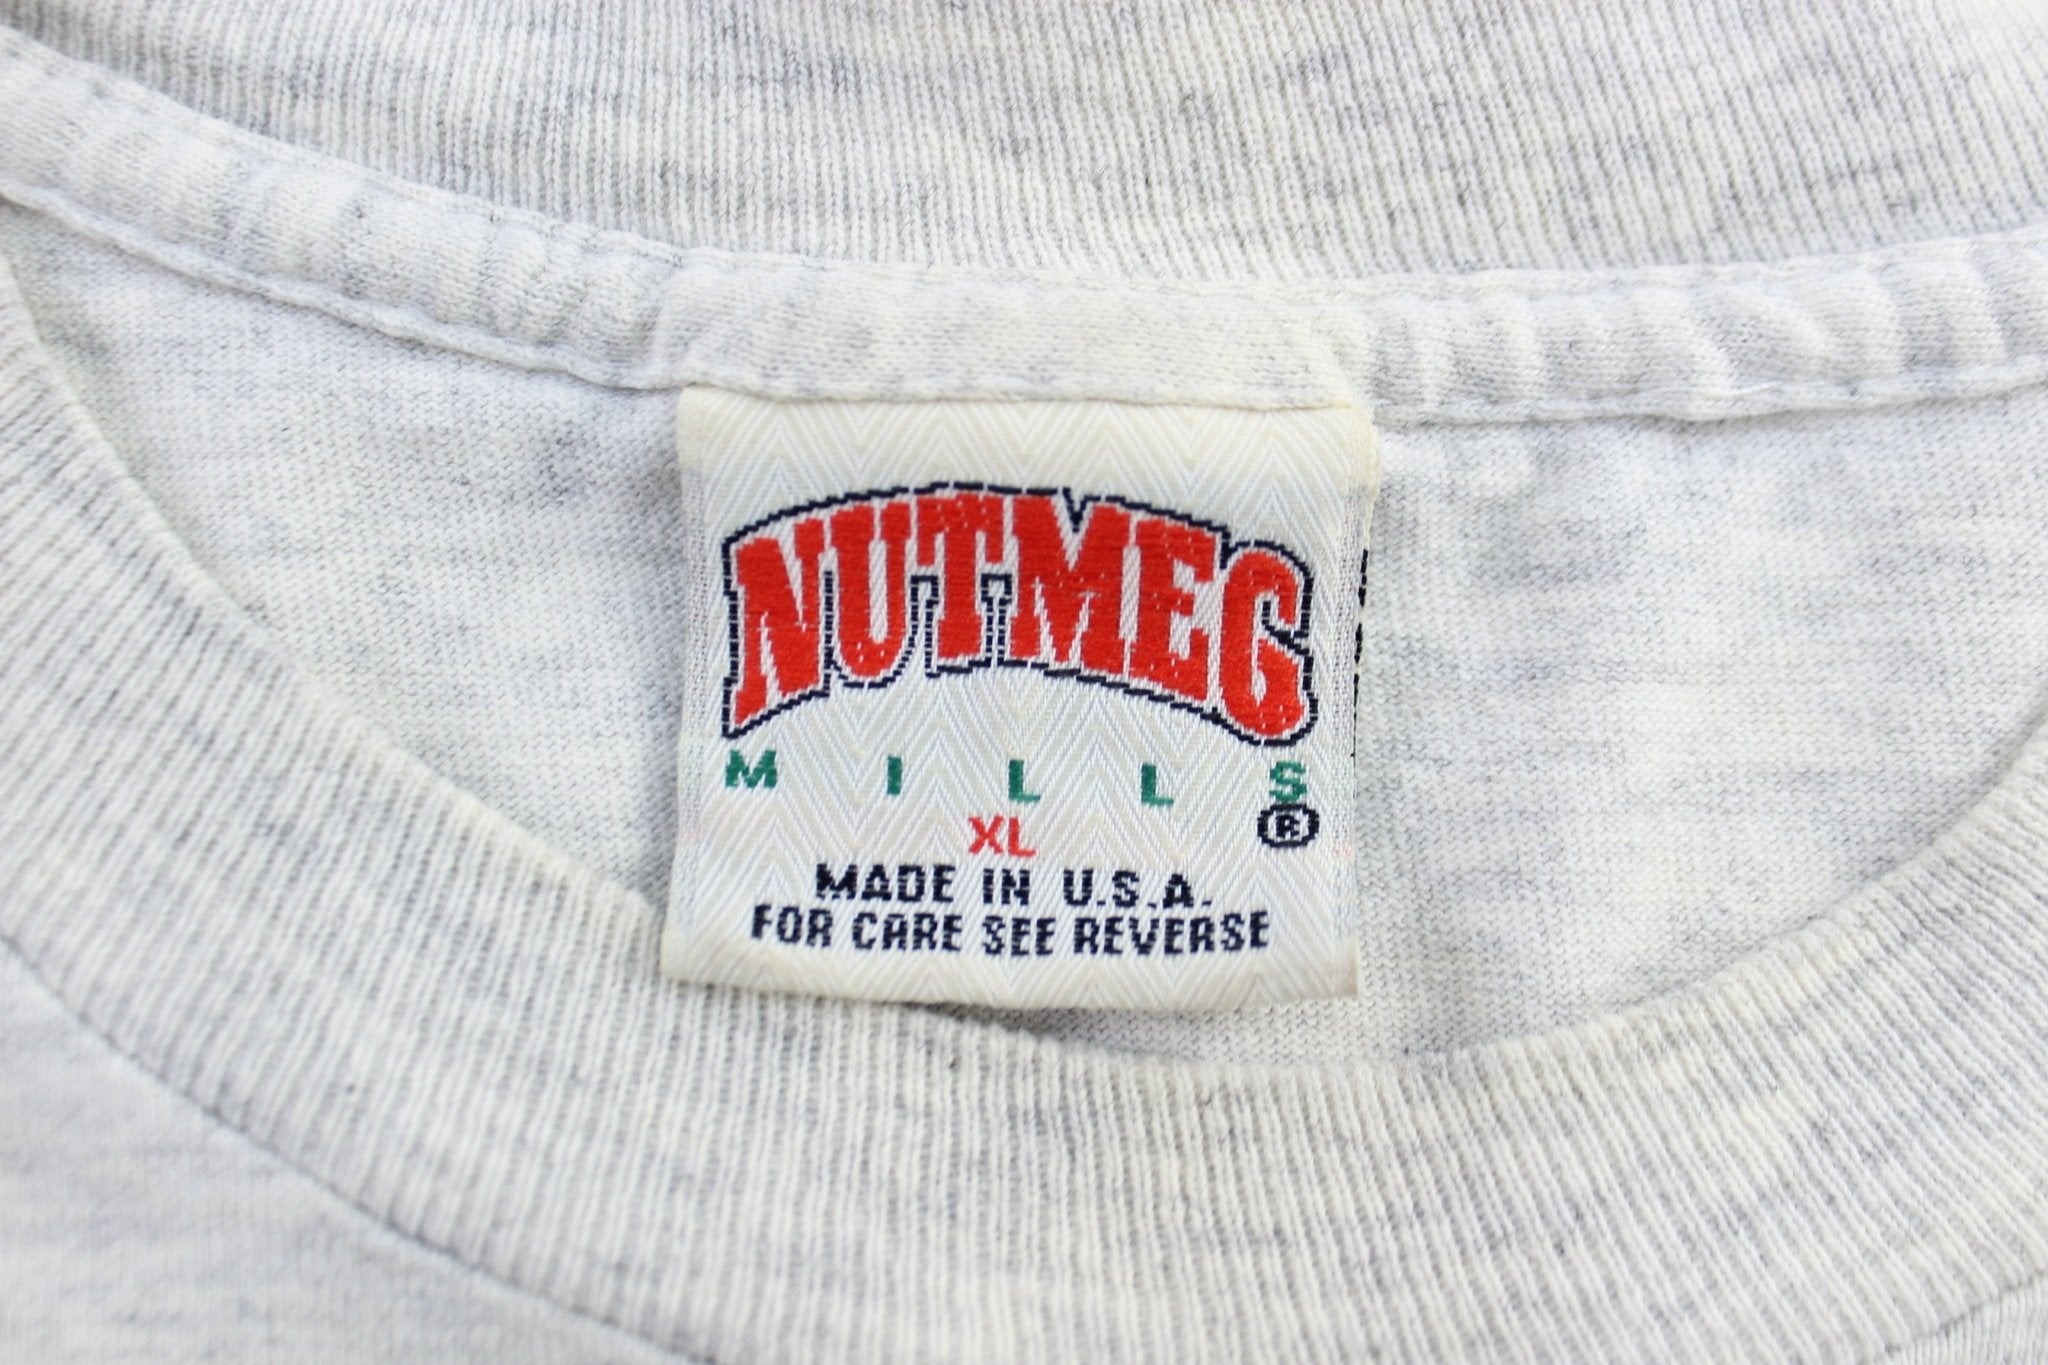 NUTMEG
MILLS
XL ®
MADE IN U.S.A.
FOR CARE SEE REVERSE